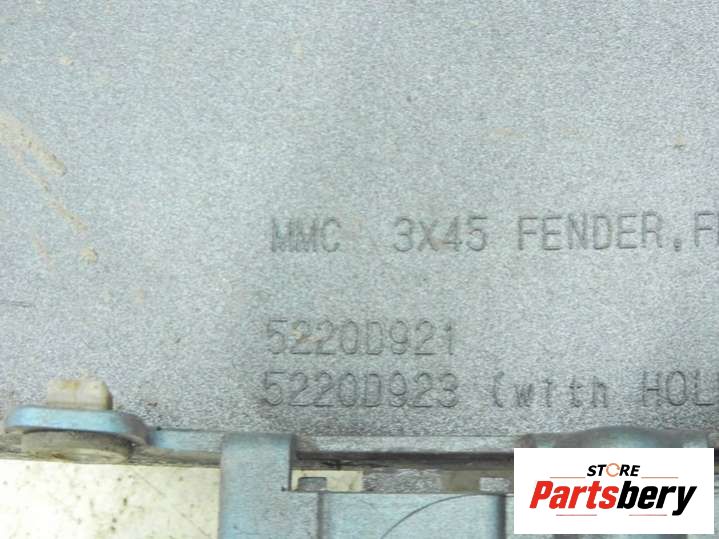 MMC 3X45 FENDER, F
5220D921
5220D923 (with HOL
STORE
Partsbery